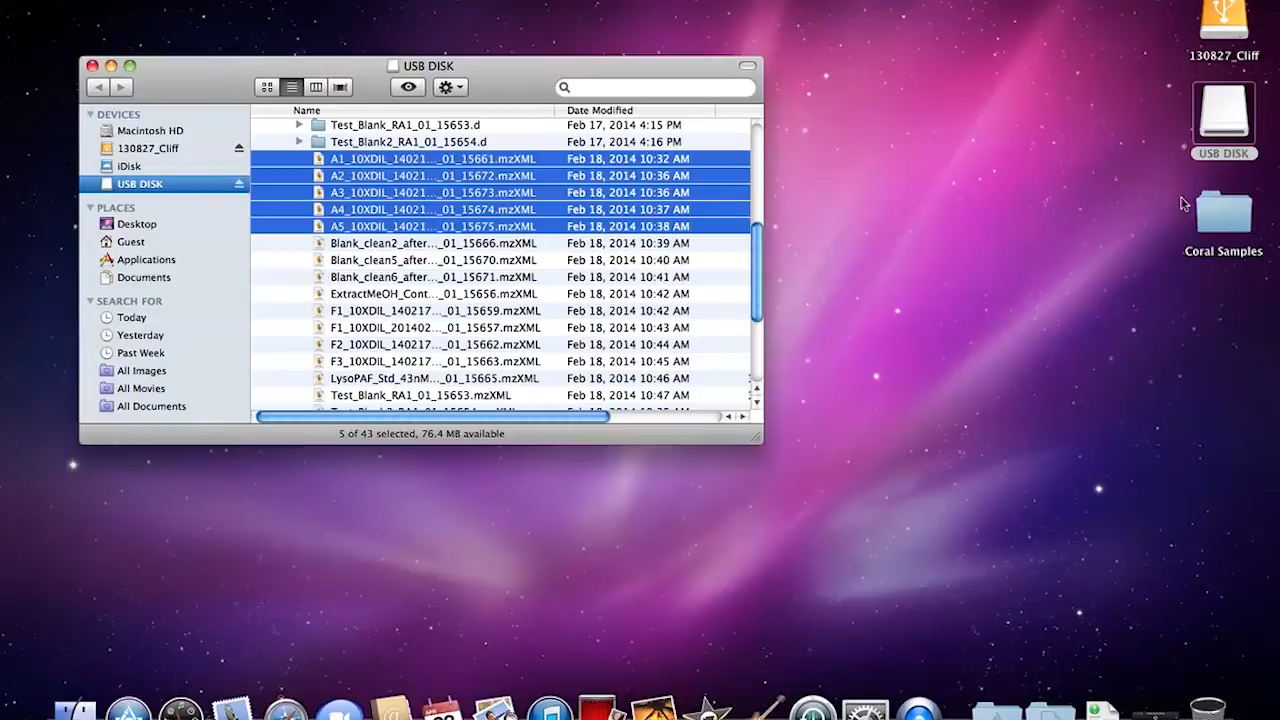 130827_Cliff
USB DISK
Coral Samples
USB DISK
Name
Date Modified
DEVICES
Macintosh HD
130827_Cliff
iDisk
USB DISK
PLACES
Desktop
Guest
Applications
Documents
SEARCH FOR
Today
Yesterday
Past Week
All Images
All Movies
All Documents
Test_Blank_RA1_01_15653.d Feb 17, 2014 4:15 PM
Test_Blank2_RA1_01_15654.d Feb 17, 2014 4:16 PM
A1_10XDIL_14021..._01_15661.mzXML Feb 18, 2014 10:32 AM
A2_10XDIL_14021..._01_15672.mzXML Feb 18, 2014 10:36 AM
A3_10XDIL_14021..._01_15673.mzXML Feb 18, 2014 10:36 AM
A4_10XDIL_14021..._01_15674.mzXML Feb 18, 2014 10:37 AM
A5_10XDIL_14021..._01_15675.mzXML Feb 18, 2014 10:38 AM
Blank_clean2_after..._01_15666.mzXML Feb 18, 2014 10:39 AM
Blank_clean5_after..._01_15670.mzXML Feb 18, 2014 10:40 AM
Blank_clean6_after..._01_15671.mzXML Feb 18, 2014 10:41 AM
ExtractMeOH_Cont..._01_15656.mzXML Feb 18, 2014 10:42 AM
F1_10XDIL_140217..._01_15659.mzXML Feb 18, 2014 10:42 AM
F1_10XDIL_201402..._01_15657.mzXML Feb 18, 2014 10:43 AM
F2_10XDIL_140217..._01_15662.mzXML Feb 18, 2014 10:44 AM
F3_10XDIL_140217..._01_15663.mzXML Feb 18, 2014 10:45 AM
LysoPAF_Std_43nM..._01_15665.mzXML Feb 18, 2014 10:46 AM
Test_Blank_RA1_01_15653.mzXML Feb 18, 2014 10:47 AM
5 of 43 selected, 76.4 MB available